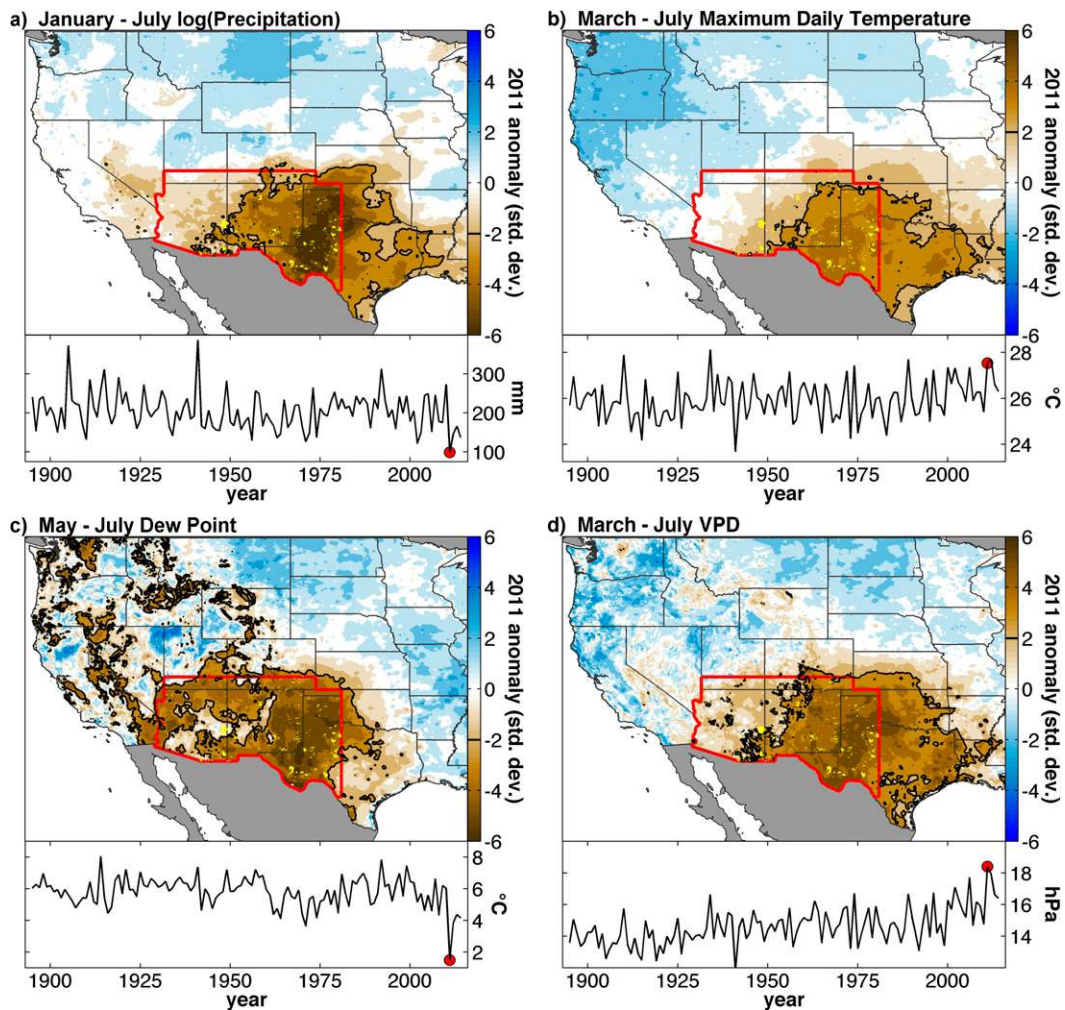 a) January - July log(Precipitation)
6
4
2
0
-2
-4
-6
2011 anomaly (std. dev.)
300
200
100
mm
1900 1925 1950 1975 2000
year
b) March - July Maximum Daily Temperature
6
4
2
0
-2
-4
-6
2011 anomaly (std. dev.)
28
26
24
°C
1900 1925 1950 1975 2000
year
c) May - July Dew Point
6
4
2
0
-2
-4
-6
2011 anomaly (std. dev.)
8
6
4
2
°C
1900 1925 1950 1975 2000
year
d) March - July VPD
6
4
2
0
-2
-4
-6
2011 anomaly (std. dev.)
18
16
14
hPa
1900 1925 1950 1975 2000
year